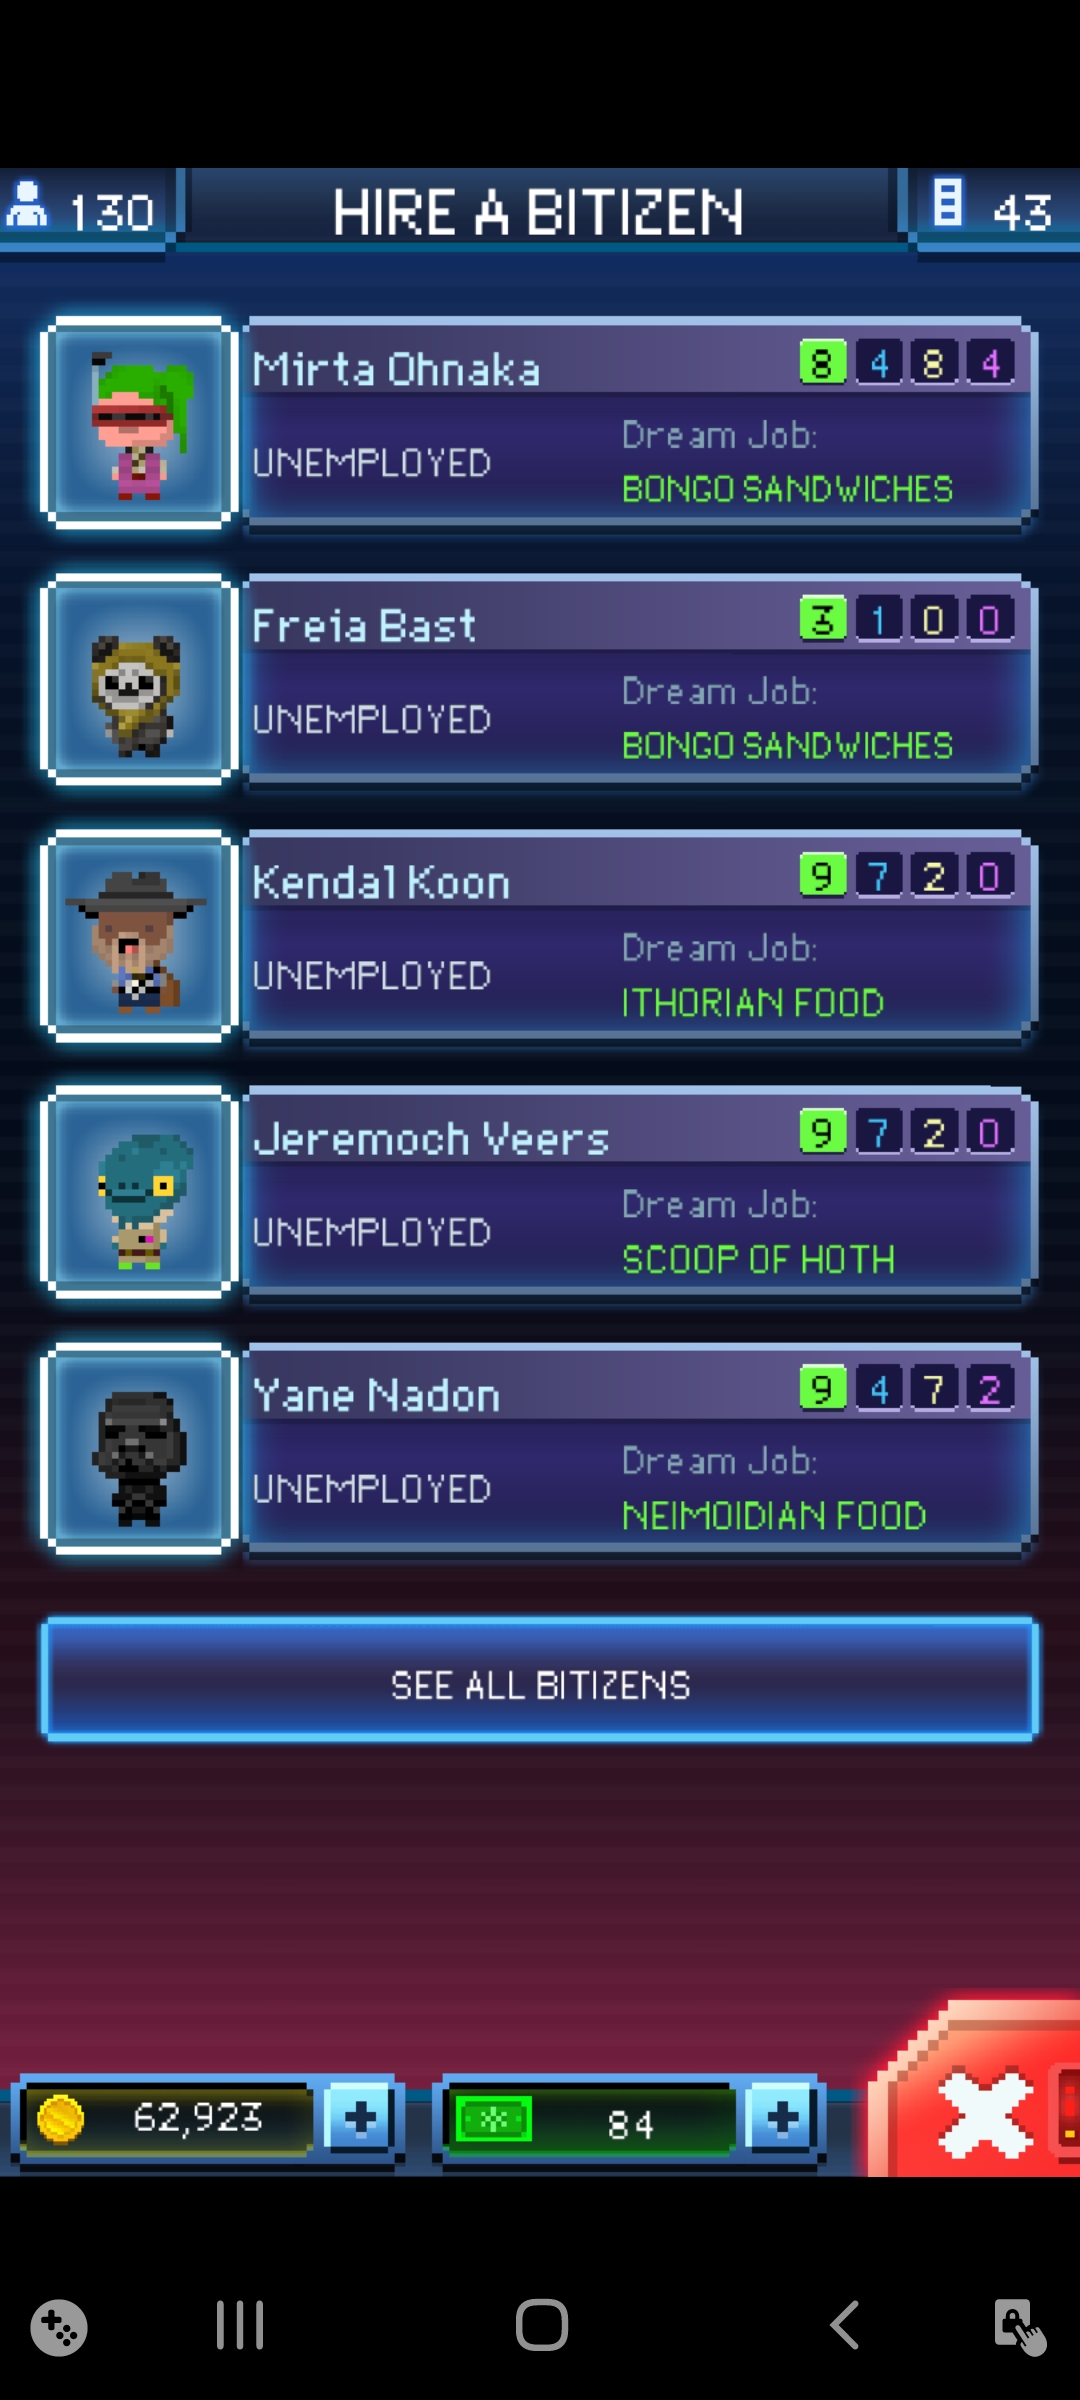 130 HIRE A BITIZEN 43
Mirta Ohnaka 8 4 8 4
Dream Job:
UNEMPLOYED
BONGO SANDWICHES
Freia Bast 3 1 0 0
Dream Job:
UNEMPLOYED
BONGO SANDWICHES
Kendal Koon 9 7 2 0
Dream Job:
UNEMPLOYED
ITHORIAN FOOD
Jeremoch Veers 9 7 2 0
Dream Job:
UNEMPLOYED
SCOOP OF HOTH
Yane Nadon 9 4 7 2
Dream Job:
UNEMPLOYED
NEIMOIDIAN FOOD
SEE ALL BITIZENS
62,923 84